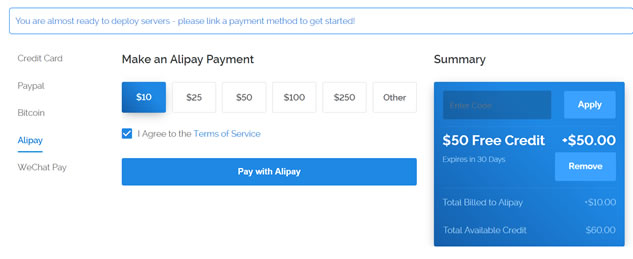 You are almost ready to deploy servers - please link a payment method to get started!
Credit Card
Paypal
Bitcoin
Alipay
WeChat Pay
Make an Alipay Payment
$10 $25 $50 $100 $250 Other
I Agree to the Terms of Service
Pay with Alipay
Summary
Enter Code Apply
$50 Free Credit +$50.00
Expires in 30 Days
Remove
Total Billed to Alipay +$10.00
Total Available Credit $60.00